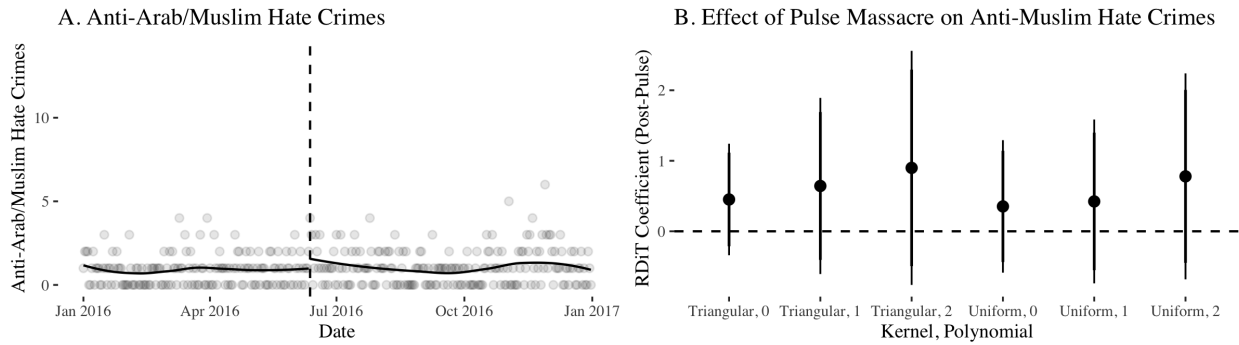 A. Anti-Arab/Muslim Hate Crimes
Anti-Arab/Muslim Hate Crimes
10
5
0
Jan 2016 Apr 2016 Jul 2016 Oct 2016 Jan 2017
Date
B. Effect of Pulse Massacre on Anti-Muslim Hate Crimes
RDiT Coefficient (Post-Pulse)
2
1
0
Triangular, 0 Triangular, 1 Triangular, 2 Uniform, 0 Uniform, 1 Uniform, 2
Kernel, Polynomial